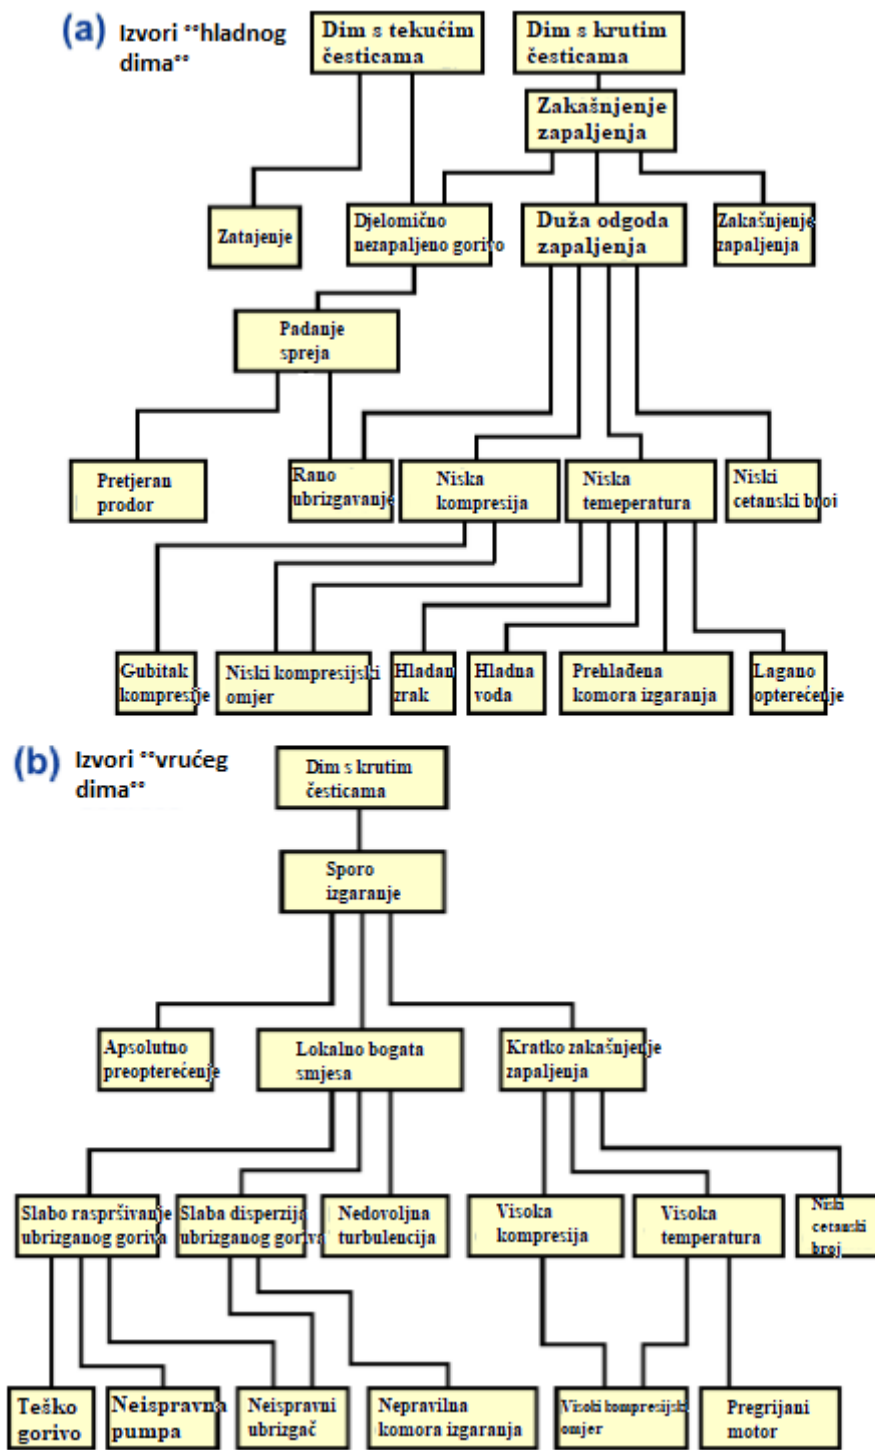 (a) Izvori °°hladnog
dima°°
Dim s tekućim
česticama
Dim s krutim
česticama
Zakašnjenje
zapaljenja
Zatajenje
Djelomično
nezapaljeno gorivo
Duža odgoda
zapaljenja
Zakašnjenje
zapaljenja
Padanje
spreja
Pretjeran
prodor
Rano
ubrizgavanje
Niska
kompresija
Niska
temeperatura
Niski
cetanski broj
Gubitak
kompresije
Niski kompresijski
omjer
Hladan
zrak
Hladna
voda
Prehlađena
komora izgaranja
Lagano
opterećenje
(b) Izvori °°vrućeg
dima°°
Dim s krutim
česticama
Sporo
izgaranje
Apsolutno
preopterećenje
Lokalno bogata
smjesa
Kratko zakašnjenje
zapaljenja
Slabo raspršivanje
ubrizganog goriva
Slaba disperzija
ubrizganog goriva
Nedovoljna
turbulencija
Visoka
kompresija
Visoka
temperatura
Niski
cetanski
broj
Teško
gorivo
Neispravna
pumpa
Neispravni
ubrizgač
Nepravilna
komora izgaranja
Visoki kompresijski
omjer
Pregrijani
motor